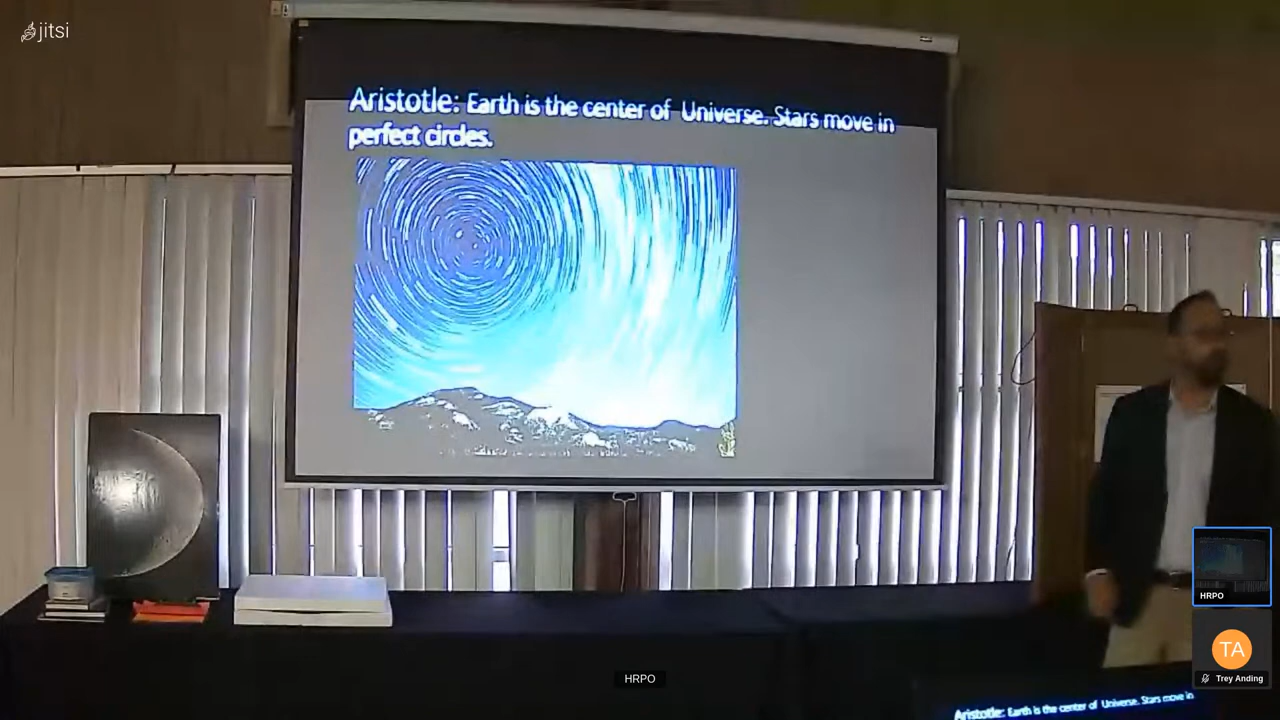 jitsi
Aristotle: Earth is the center of Universe. Stars move in
perfect circles.
HRPO
TA
Trey Anding
HRPO
Aristotle: Earth is the center of Universe. Stars move in